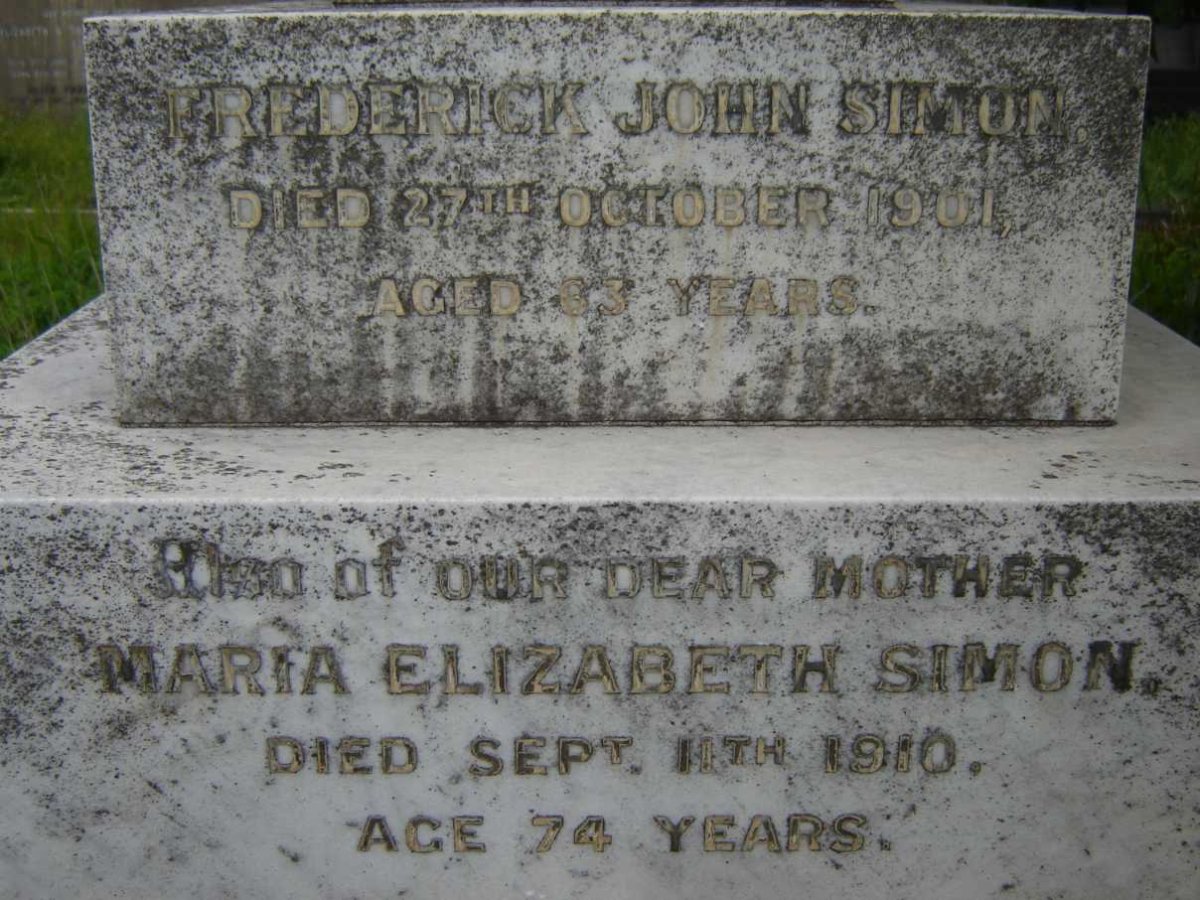 FREDERICK JOHN SIMON.
DIED 27TH OCTOBER 1901,
AGED 63 YEARS.
Also of OUR DEAR MOTHER
MARIA ELIZABETH SIMON.
DIED SEPT. 11TH 1910.
AGE 74 YEARS.